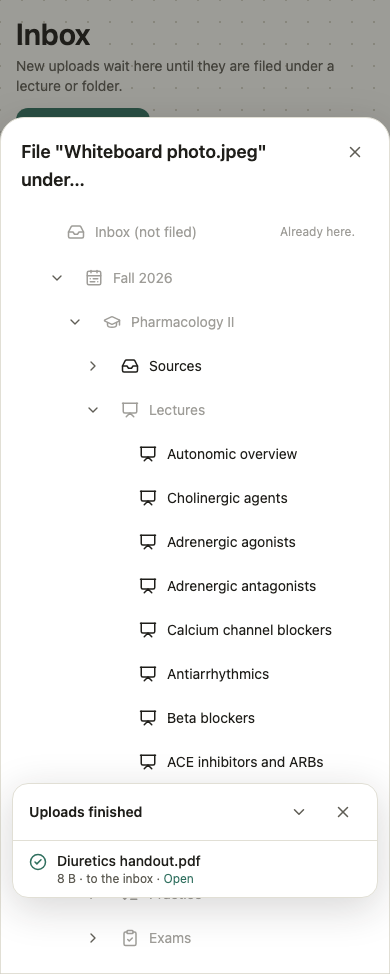 Inbox
New uploads wait here until they are filed under a
lecture or folder.
File "Whiteboard photo.jpeg"
under...
Inbox (not filed) Already here.
Fall 2026
Pharmacology II
Sources
Lectures
Autonomic overview
Cholinergic agents
Adrenergic agonists
Adrenergic antagonists
Calcium channel blockers
Antiarrhythmics
Beta blockers
ACE inhibitors and ARBs
Uploads finished
Diuretics handout.pdf
8 B · to the inbox · Open
Exams